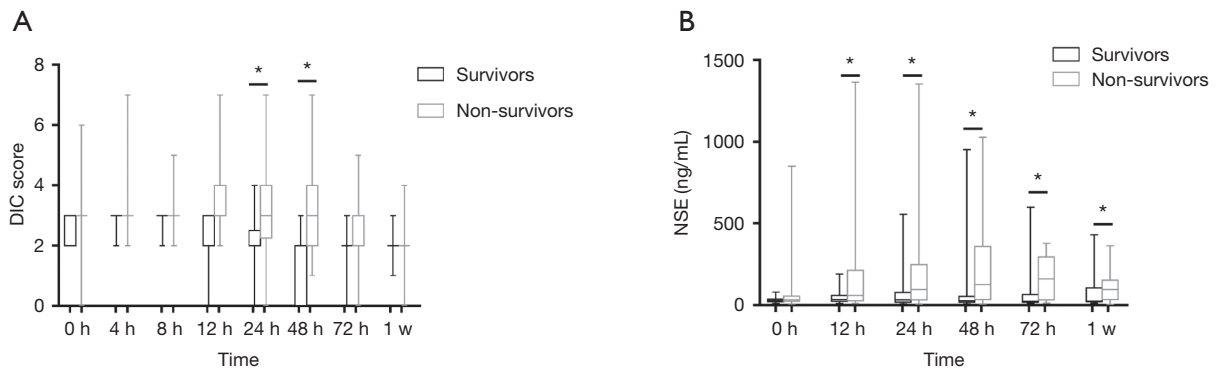 A
DIC score
8
6
4
2
0
* *
Survivors
Non-survivors
0 h 4 h 8 h 12 h 24 h 48 h 72 h 1 w
Time
B
NSE (ng/mL)
1500
1000
500
0
* * * * *
Survivors
Non-survivors
0 h 12 h 24 h 48 h 72 h 1 w
Time